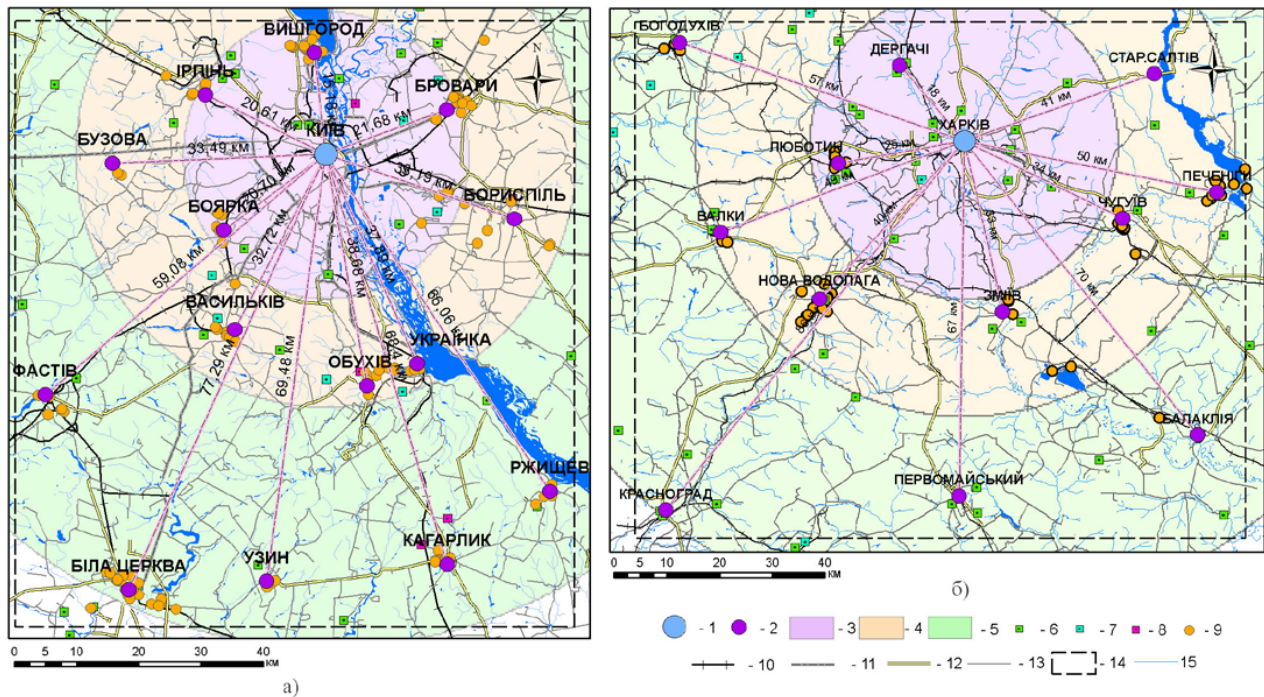 ВИШГОРОД
ІРПІНЬ
БРОВАРИ
20,61 км
21,68 км
КИЇВ
БУЗОВА
33,49 км
БОЯРКА
БОРИСПІЛЬ
32,72 км
37,89 км
38,68 км
59,08 км
ВАСИЛЬКІВ
66,06 км
УКРАЇНКА
ОБУХІВ
77,29 км
69,48 км
ФАСТІВ
РЖИЩЕВ
КАГАРЛИК
УЗИН
БІЛА ЦЕРКВА
N
0 5 10 20 30 40
КМ
а)
БОГОДУХІВ
ДЕРГАЧІ
СТАР.САЛТІВ
N
57 км
18 км
41 км
ХАРКІВ
ЛЮБОТИН
50 км
34 км
ПЕЧЕНІГИ
ЧУГУЇВ
ВАЛКИ
40 км
НОВА ВОДОЛАГА
ЗМІЇВ
70 км
67 км
БАЛАКЛІЯ
ПЕРВОМАЙСЬКИЙ
КРАСНОГРАД
0 5 10 20 30 40
КМ
б)
- 1 - 2 - 3 - 4 - 5 - 6 - 7 - 8 - 9
- 10 - 11 - 12 - 13 - 14 15